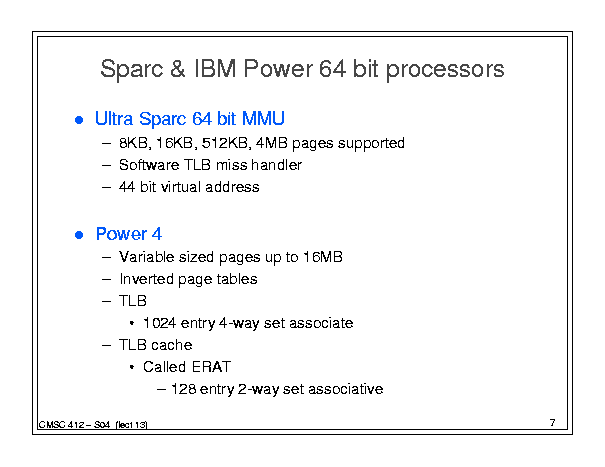 Sparc & IBM Power 64 bit processors
● Ultra Sparc 64 bit MMU
– 8KB, 16KB, 512KB, 4MB pages supported
– Software TLB miss handler
– 44 bit virtual address
● Power 4
– Variable sized pages up to 16MB
– Inverted page tables
– TLB
• 1024 entry 4-way set associate
– TLB cache
• Called ERAT
– 128 entry 2-way set associative
CMSC 412 – S04 (lect 13)
7